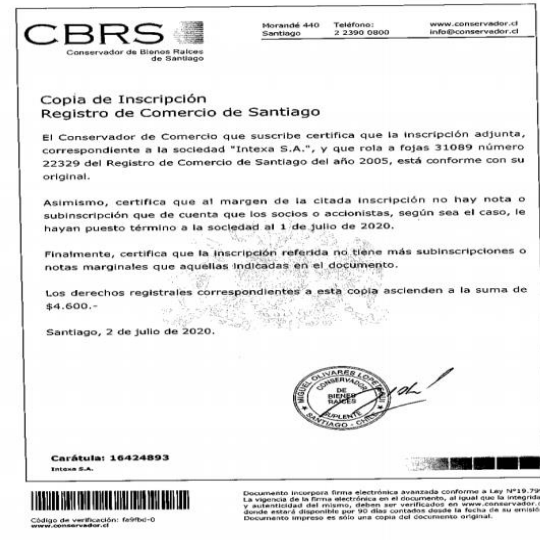 CBRS
Conservador de Bienes Raíces
de Santiago
Morandé 440
Santiago
Teléfono:
2 2390 0800
www.conservador.cl
info@conservador.cl
Copia de Inscripción
Registro de Comercio de Santiago
El Conservador de Comercio que suscribe certifica que la inscripción adjunta,
correspondiente a la sociedad "Intexa S.A.", y que rola a fojas 31089 número
22329 del Registro de Comercio de Santiago del año 2005, está conforme con su
original.
Asimismo, certifica que al margen de la citada inscripción no hay nota o
subinscripción que de cuenta que los socios o accionistas, según sea el caso, le
hayan puesto término a la sociedad al 1 de julio de 2020.
Finalmente, certifica que la inscripción referida no tiene más subinscripciones o
notas marginales que aquellas indicadas en el documento.
Los derechos registrales correspondientes a esta copia ascienden a la suma de
$4.600.-
Santiago, 2 de julio de 2020.
MIGUEL OLIVARES
CONSERVADOR
DE
BIENES
RAÍCES
SUPLENTE
SANTIAGO - CHILE
Carátula: 16424893
Intexa S.A.
Código de verificación: fa9fbc-0
www.conservador.cl
Documento incorpora firma electrónica avanzada conforme a Ley N°19.799
La vigencia de la firma electrónica en el documento, al igual que la integrida
y autenticidad del mismo, deben ser verificados en www.conservador.
donde estará disponible por 90 días contados desde la fecha de su emisió
Documento impreso es sólo una copia del documento original.